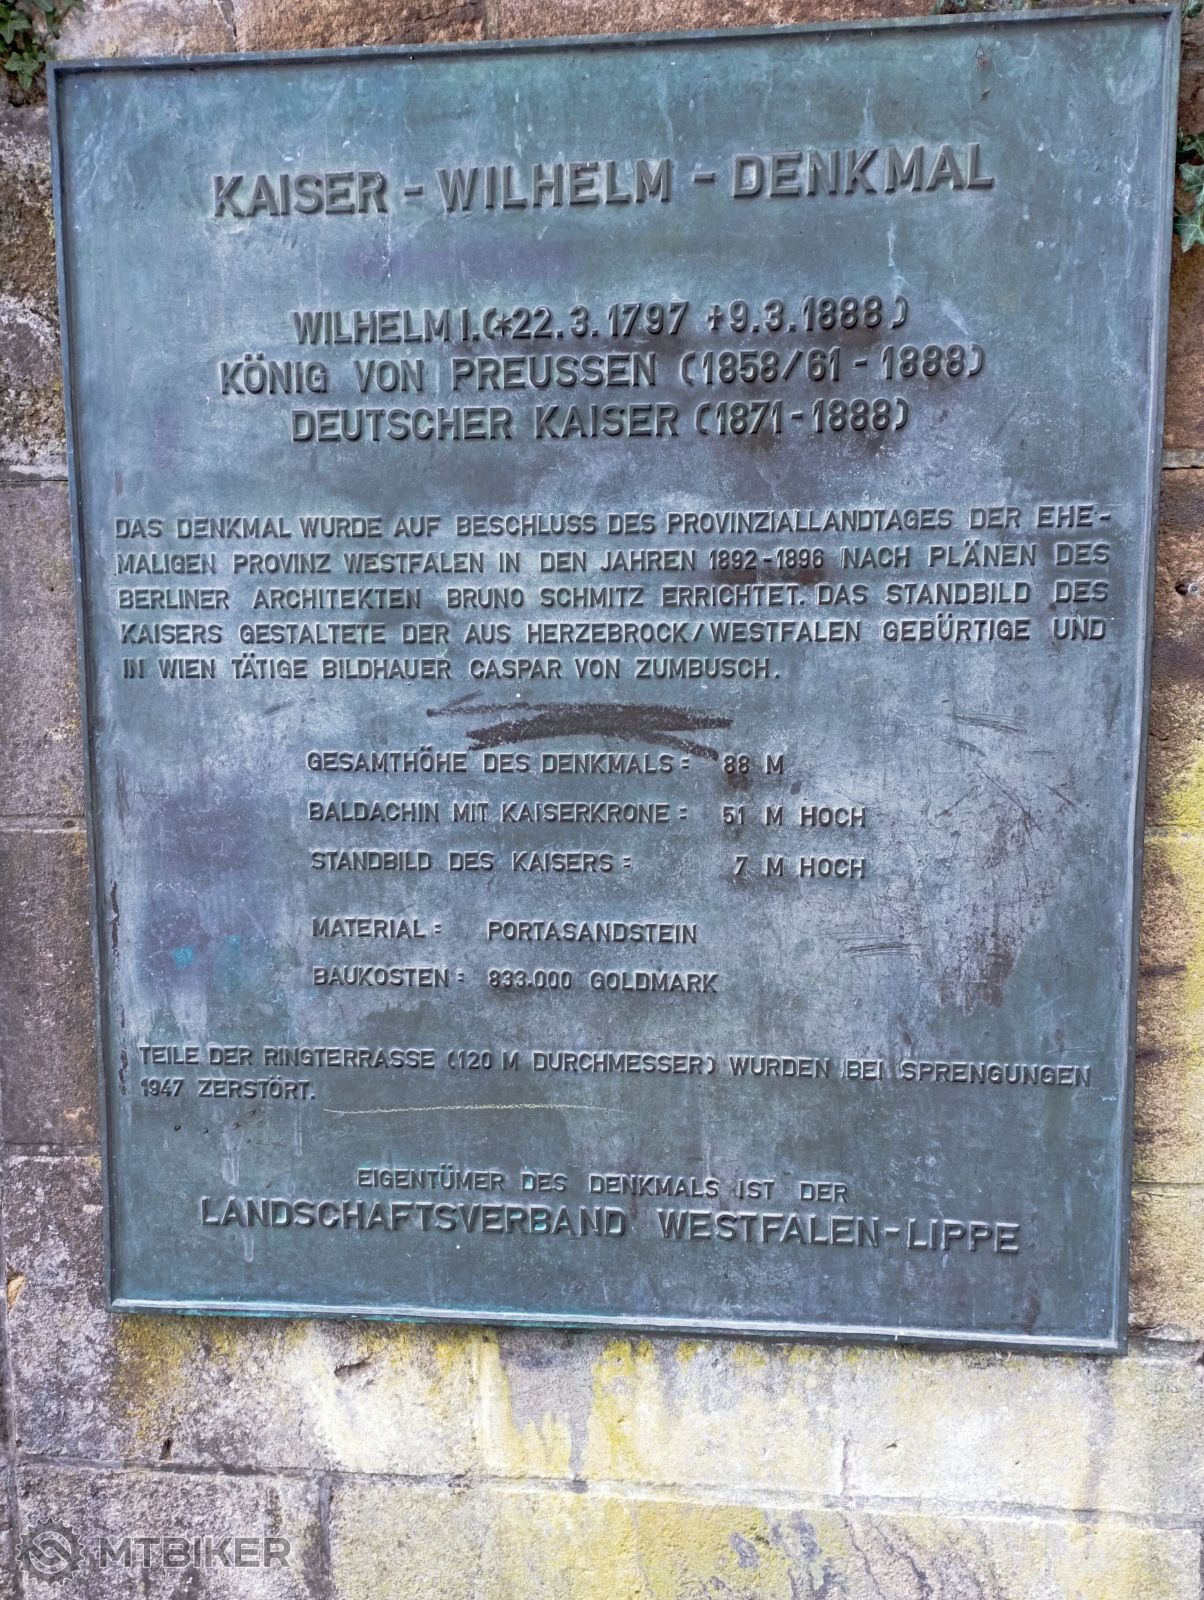 KAISER - WILHELM - DENKMAL
WILHELM I. (*22.3.1797 †9.3.1888)
KÖNIG VON PREUSSEN (1858/61 - 1888)
DEUTSCHER KAISER (1871 - 1888)
DAS DENKMAL WURDE AUF BESCHLUSS DES PROVINZIALLANDTAGES DER EHE-
MALIGEN PROVINZ WESTFALEN IN DEN JAHREN 1892-1896 NACH PLÄNEN DES
BERLINER ARCHITEKTEN BRUNO SCHMITZ ERRICHTET. DAS STANDBILD DES
KAISERS GESTALTETE DER AUS HERZEBROCK/WESTFALEN GEBÜRTIGE UND
IN WIEN TÄTIGE BILDHAUER CASPAR VON ZUMBUSCH.
GESAMTHÖHE DES DENKMALS: 88 M
BALDACHIN MIT KAISERKRONE: 51 M HOCH
STANDBILD DES KAISERS: 7 M HOCH
MATERIAL: PORTASANDSTEIN
BAUKOSTEN: 833.000 GOLDMARK
TEILE DER RINGTERRASSE (120 M DURCHMESSER) WURDEN BEI SPRENGUNGEN
1947 ZERSTÖRT.
EIGENTÜMER DES DENKMALS IST DER
LANDSCHAFTSVERBAND WESTFALEN-LIPPE
MTBIKER